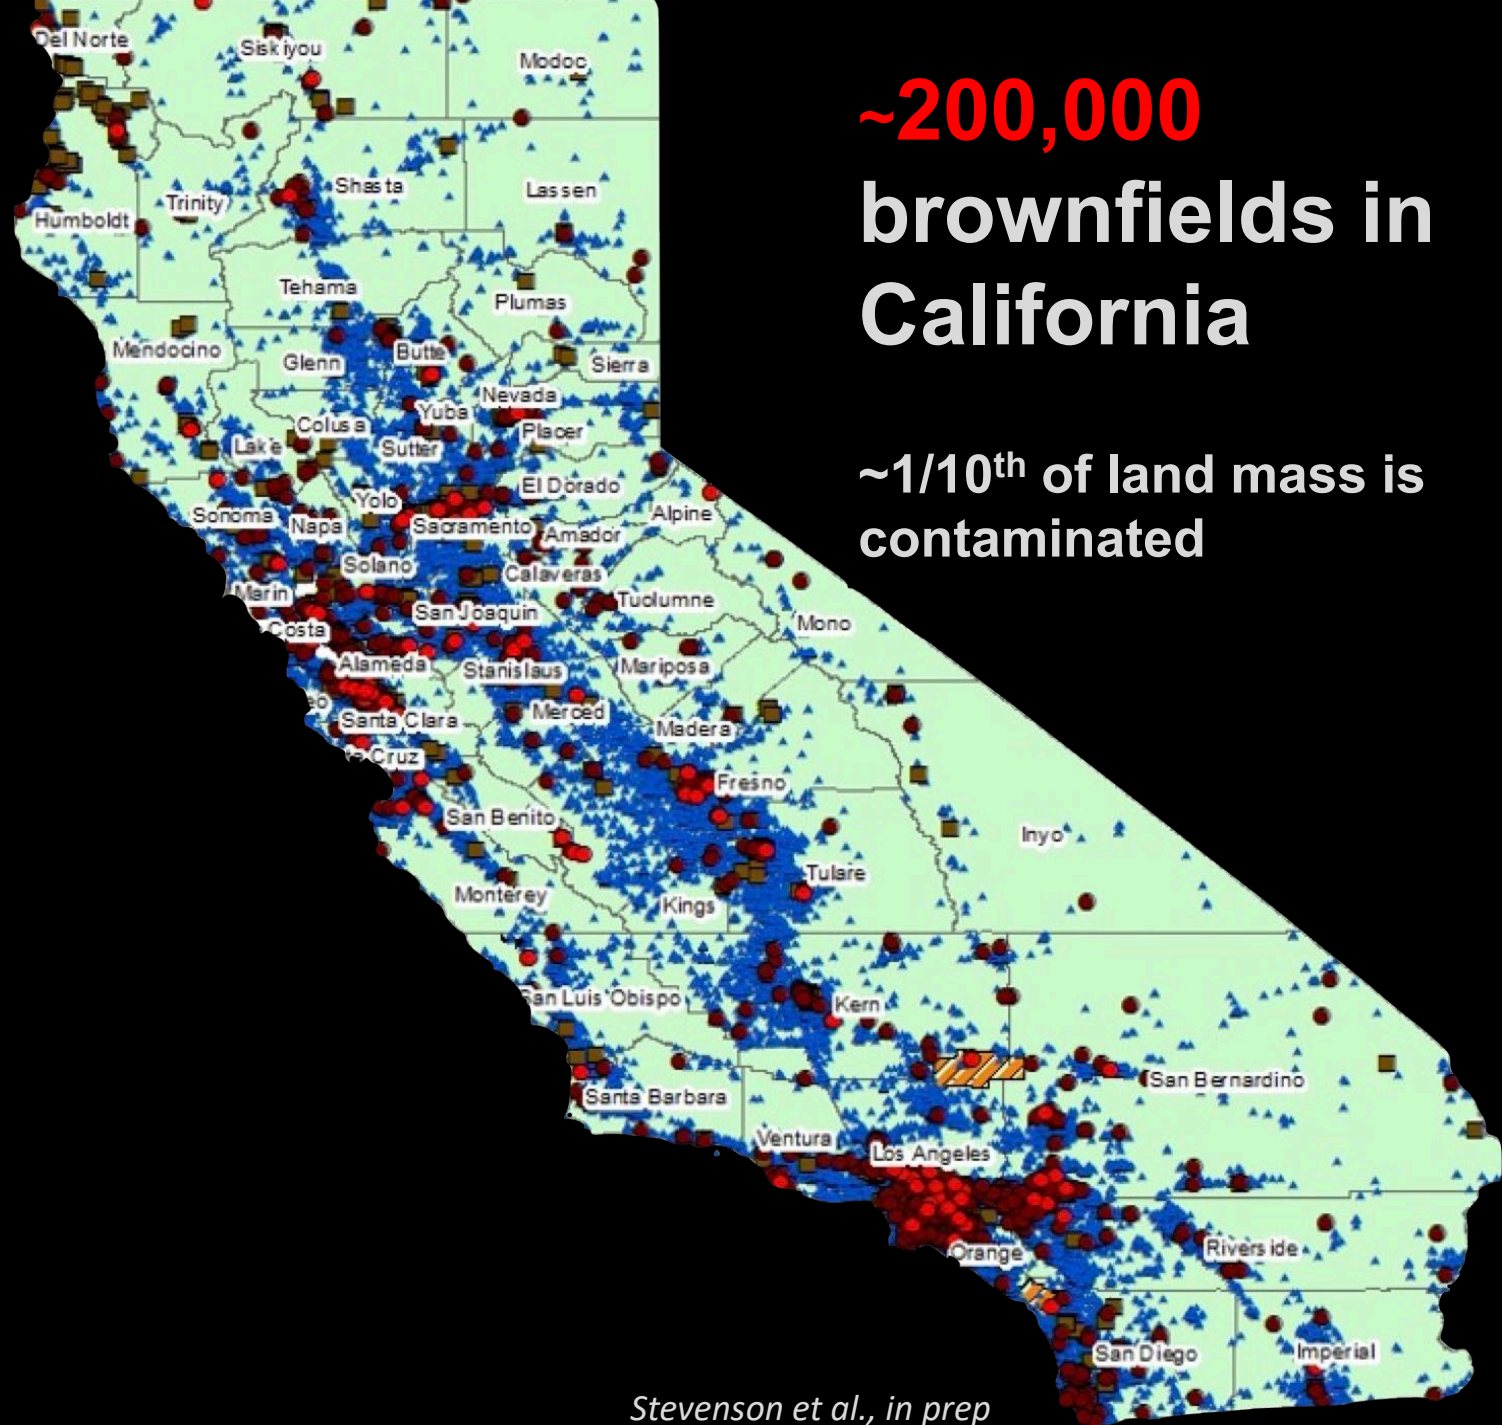 ~200,000
brownfields in
California
~1/10th of land mass is
contaminated
Del Norte
Siskiyou
Modoc
Shasta
Lassen
Trinity
Humboldt
Tehama
Plumas
Mendocino
Glenn
Butte
Sierra
Nevada
Yuba
Colusa
Placer
Lake
Sutter
El Dorado
Yolo
Sonoma
Napa
Sacramento
Alpine
Amador
Solano
Calaveras
Marin
Tuolumne
San Joaquin
Mono
Costa
Alameda
Stanislaus
Mariposa
eo
Santa Clara
Merced
Madera
Cruz
Fresno
San Benito
Inyo
Tulare
Monterey
Kings
San Luis Obispo
Kern
San Bernardino
Santa Barbara
Ventura
Los Angeles
Orange
Riverside
San Diego
Imperial
Stevenson et al., in prep